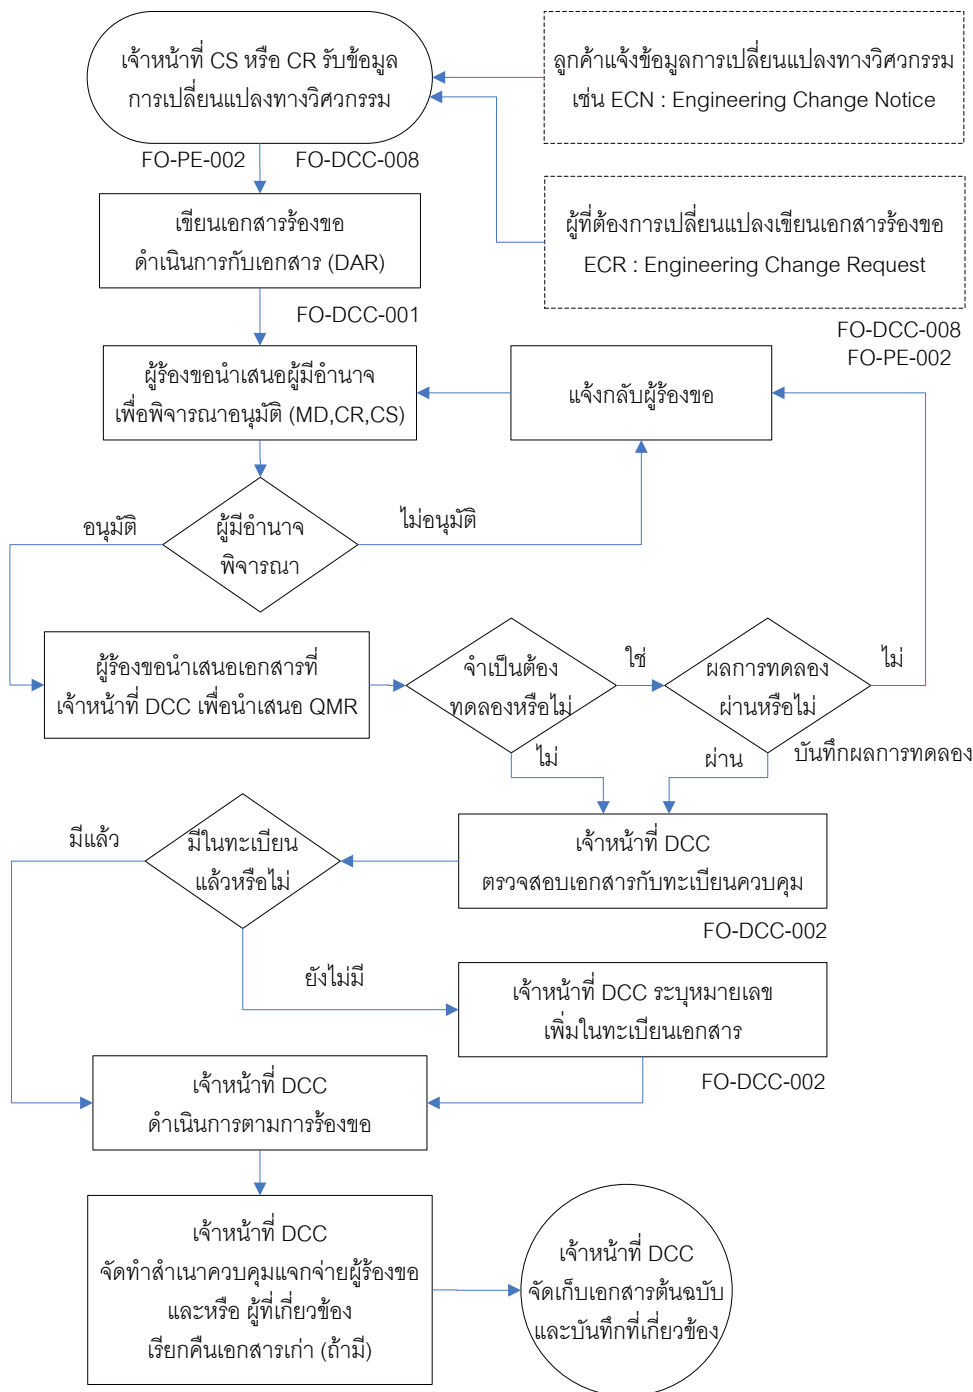 เจ้าหน้าที่ CS หรือ CR รับข้อมูล
การเปลี่ยนแปลงทางวิศวกรรม
ลูกค้าแจ้งข้อมูลการเปลี่ยนแปลงทางวิศวกรรม
เช่น ECN : Engineering Change Notice
FO-PE-002
FO-DCC-008
เขียนเอกสารร้องขอ
ดำเนินการกับเอกสาร (DAR)
ผู้ที่ต้องการเปลี่ยนแปลงเขียนเอกสารร้องขอ
ECR : Engineering Change Request
FO-DCC-001
FO-DCC-008
FO-PE-002
ผู้ร้องขอนำเสนอผู้มีอำนาจ
เพื่อพิจารณาอนุมัติ (MD,CR,CS)
แจ้งกลับผู้ร้องขอ
อนุมัติ
ผู้มีอำนาจ
พิจารณา
ไม่อนุมัติ
ผู้ร้องขอนำเสนอเอกสารที่
เจ้าหน้าที่ DCC เพื่อนำเสนอ QMR
จำเป็นต้อง
ทดลองหรือไม่
ใช่
ผลการทดลอง
ผ่านหรือไม่
ไม่
ไม่
ผ่าน
บันทึกผลการทดลอง
มีแล้ว
มีในทะเบียน
แล้วหรือไม่
เจ้าหน้าที่ DCC
ตรวจสอบเอกสารกับทะเบียนควบคุม
FO-DCC-002
ยังไม่มี
เจ้าหน้าที่ DCC ระบุหมายเลข
เพิ่มในทะเบียนเอกสาร
FO-DCC-002
เจ้าหน้าที่ DCC
ดำเนินการตามการร้องขอ
เจ้าหน้าที่ DCC
จัดทำสำเนาควบคุมแจกจ่ายผู้ร้องขอ
และหรือ ผู้ที่เกี่ยวข้อง
เรียกคืนเอกสารเก่า (ถ้ามี)
เจ้าหน้าที่ DCC
จัดเก็บเอกสารต้นฉบับ
และบันทึกที่เกี่ยวข้อง